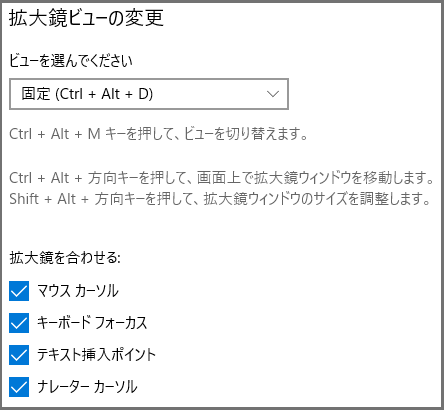 拡大鏡ビューの変更
ビューを選んでください
固定 (Ctrl + Alt + D)
Ctrl + Alt + M キーを押して、ビューを切り替えます。
Ctrl + Alt + 方向キーを押して、画面上で拡大鏡ウィンドウを移動します。
Shift + Alt + 方向キーを押して、拡大鏡ウィンドウのサイズを調整します。
拡大鏡を合わせる:
マウス カーソル
キーボード フォーカス
テキスト挿入ポイント
ナレーター カーソル